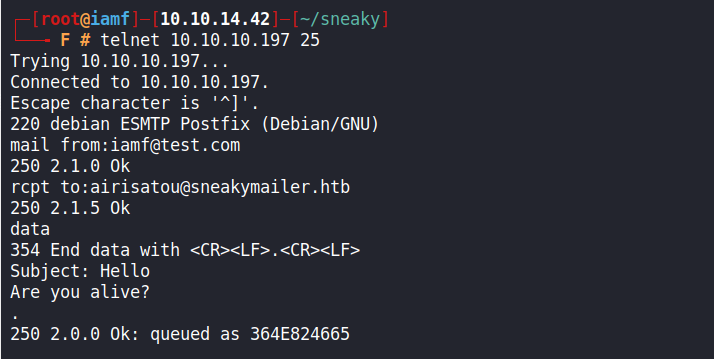 [root@iamf]-[10.10.14.42]-[~/sneaky]
F # telnet 10.10.10.197 25
Trying 10.10.10.197...
Connected to 10.10.10.197.
Escape character is '^]'.
220 debian ESMTP Postfix (Debian/GNU)
mail from:iamf@test.com
250 2.1.0 Ok
rcpt to:airisatou@sneakymailer.htb
250 2.1.5 Ok
data
354 End data with <CR><LF>.<CR><LF>
Subject: Hello
Are you alive?
.
250 2.0.0 Ok: queued as 364E824665